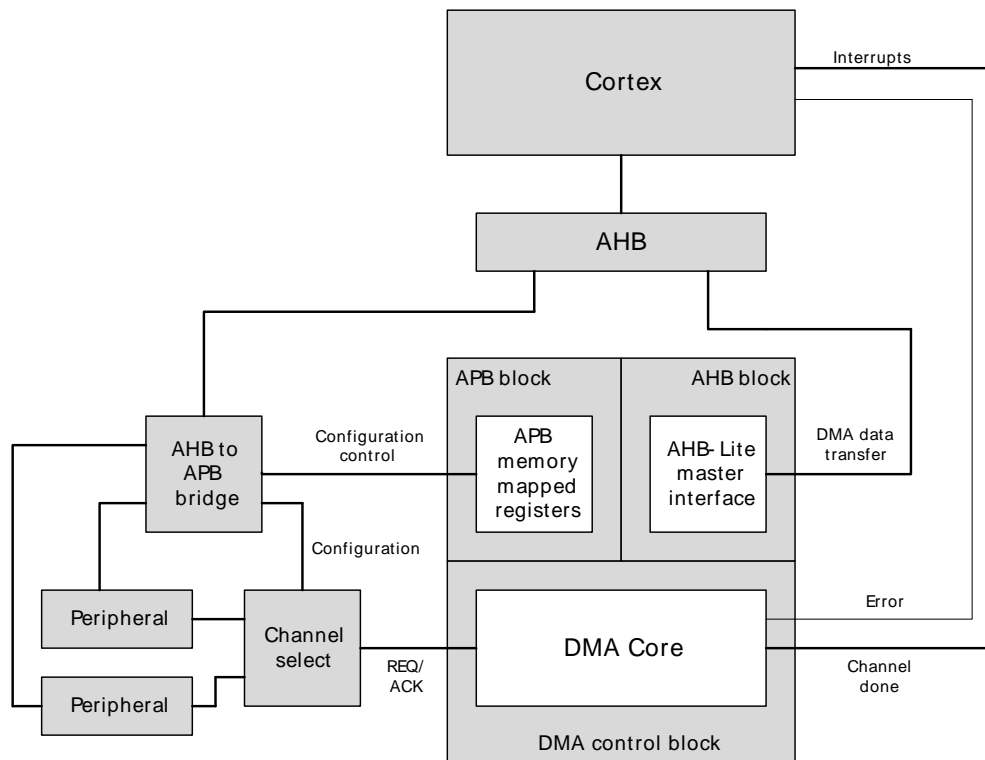 Interrupts
Cortex
AHB
APB block
AHB block
AHB to
APB
bridge
Configuration
control
APB
memory
mapped
registers
AHB-Lite
master
interface
DMA data
transfer
Configuration
Peripheral
Channel
select
Peripheral
REQ/
ACK
DMA Core
Error
Channel
done
DMA control block